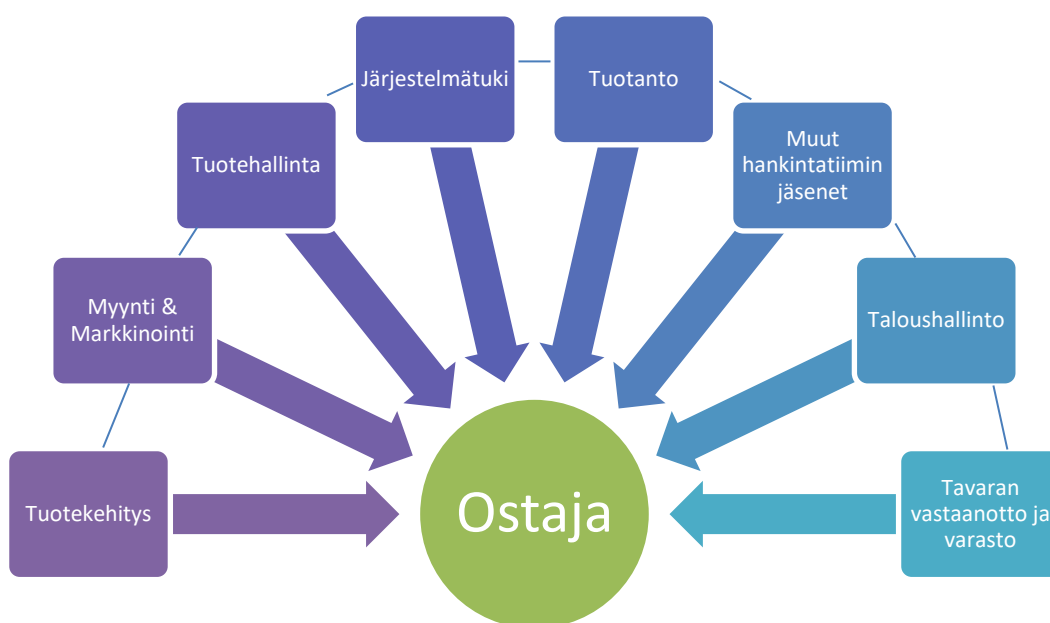 Järjestelmätuki
Tuotanto
Tuotehallinta
Muut
hankintatiimin
jäsenet
Myynti &
Markkinointi
Taloushallinto
Tuotekehitys
Ostaja
Tavaran
vastaanotto ja
varasto